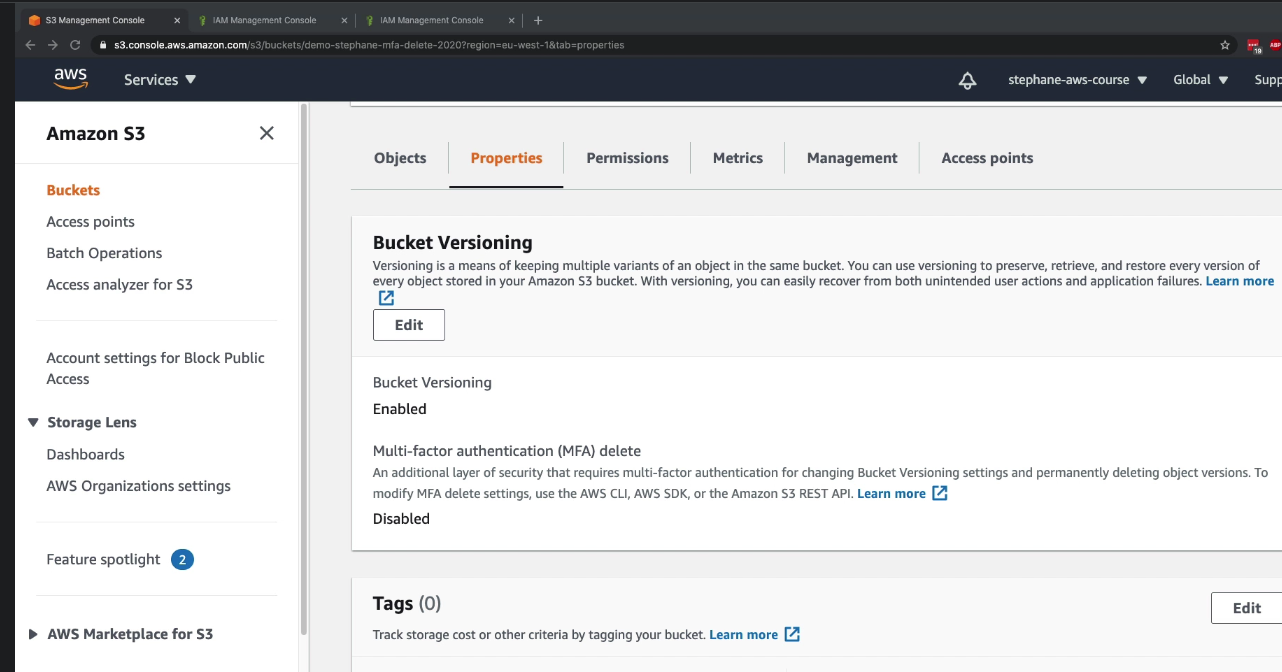 S3 Management Console
IAM Management Console
IAM Management Console
s3.console.aws.amazon.com/s3/buckets/demo-stephane-mfa-delete-2020?region=eu-west-1&tab=properties
19
ABP
aws
Services
stephane-aws-course
Global
Supp
Amazon S3
Buckets
Access points
Batch Operations
Access analyzer for S3
Account settings for Block Public
Access
Storage Lens
Dashboards
AWS Organizations settings
Feature spotlight 2
AWS Marketplace for S3
Objects
Properties
Permissions
Metrics
Management
Access points
Bucket Versioning
Versioning is a means of keeping multiple variants of an object in the same bucket. You can use versioning to preserve, retrieve, and restore every version of
every object stored in your Amazon S3 bucket. With versioning, you can easily recover from both unintended user actions and application failures. Learn more
Edit
Bucket Versioning
Enabled
Multi-factor authentication (MFA) delete
An additional layer of security that requires multi-factor authentication for changing Bucket Versioning settings and permanently deleting object versions. To
modify MFA delete settings, use the AWS CLI, AWS SDK, or the Amazon S3 REST API. Learn more
Disabled
Tags (0)
Edit
Track storage cost or other criteria by tagging your bucket. Learn more